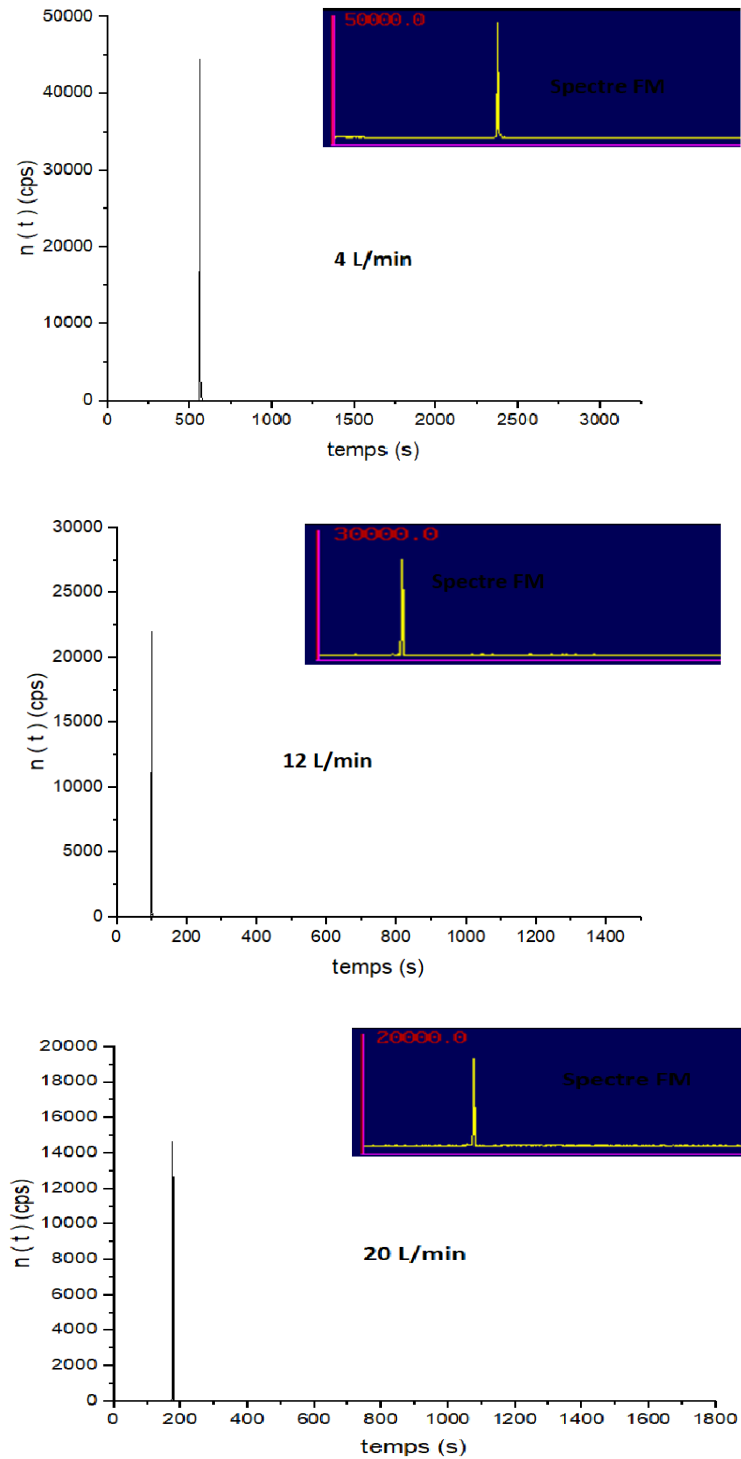 50000
40000
30000
20000
10000
0
n ( t ) (cps)
50000.0
Spectre FM
4 L/min
0 500 1000 1500 2000 2500 3000
temps (s)
30000
25000
20000
15000
10000
5000
0
n ( t ) (cps)
30000.0
Spectre FM
12 L/min
0 200 400 600 800 1000 1200 1400
temps (s)
20000
18000
16000
14000
12000
10000
8000
6000
4000
2000
0
n ( t ) (cps)
20000.0
Spectre FM
20 L/min
0 200 400 600 800 1000 1200 1400 1600 1800
temps (s)